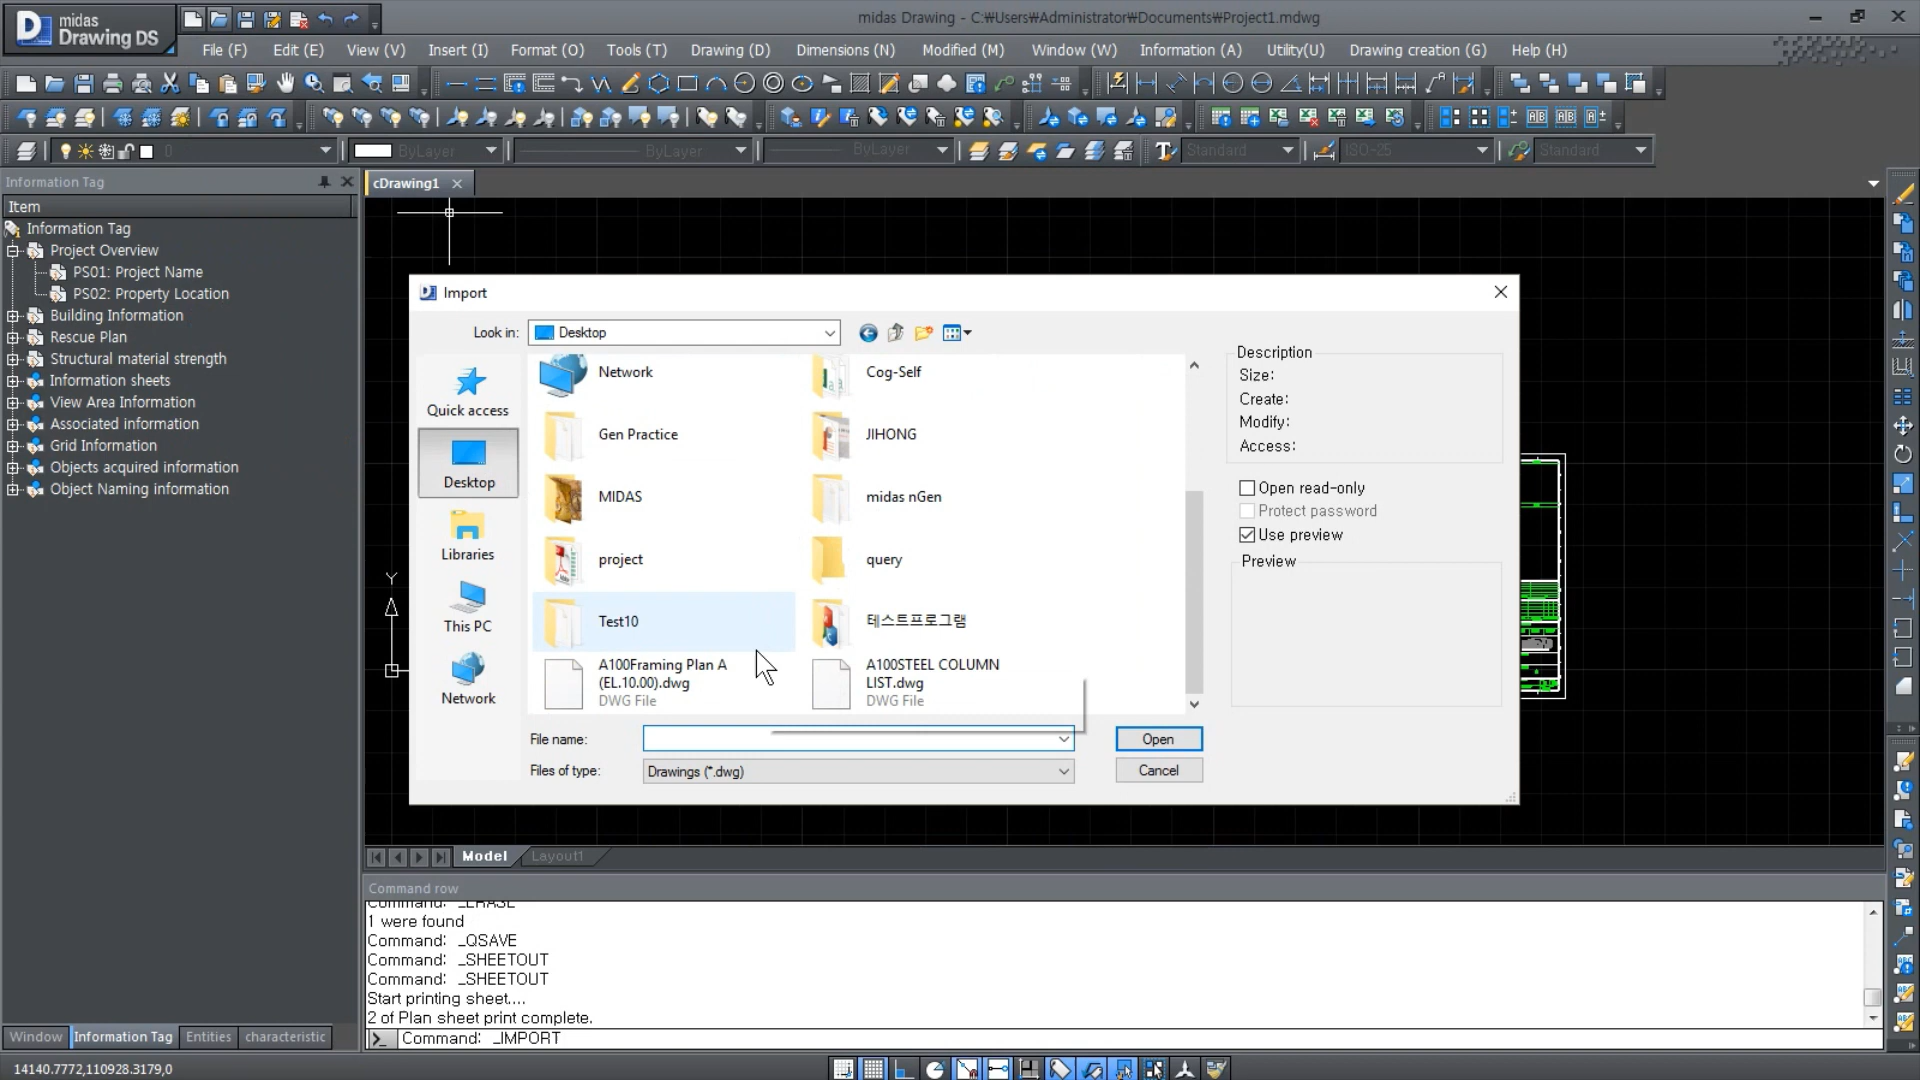 midas
Drawing DS
midas Drawing - C:₩Users₩Administrator₩Documents₩Project1.mdwg
File (F)
Edit (E)
View (V)
Insert (I)
Format (O)
Tools (T)
Drawing (D)
Dimensions (N)
Modified (M)
Window (W)
Information (A)
Utility(U)
Drawing creation (G)
Help (H)
0
ByLayer
ByLayer
ByLayer
Standard
ISO-25
Standard
Information Tag
cDrawing1
Item
Information Tag
Project Overview
PS01: Project Name
PS02: Property Location
Building Information
Rescue Plan
Structural material strength
Information sheets
View Area Information
Associated information
Grid Information
Objects acquired information
Object Naming information
Import
Look in:
Desktop
Quick access
Desktop
Libraries
This PC
Network
Network
Cog-Self
Gen Practice
JIHONG
MIDAS
midas nGen
project
query
Test10
테스트프로그램
A100Framing Plan A
(EL.10.00).dwg
DWG File
A100STEEL COLUMN
LIST.dwg
DWG File
File name:
Open
Files of type:
Drawings (*.dwg)
Cancel
Description
Size:
Create:
Modify:
Access:
Open read-only
Protect password
Use preview
Preview
Y
Model
Layout1
Command row
Command: _ERASE
1 were found
Command: _QSAVE
Command: _SHEETOUT
Command: _SHEETOUT
Start printing sheet....
2 of Plan sheet print complete.
Command: _IMPORT
Window
Information Tag
Entities
characteristic
14140.7772,110928.3179,0